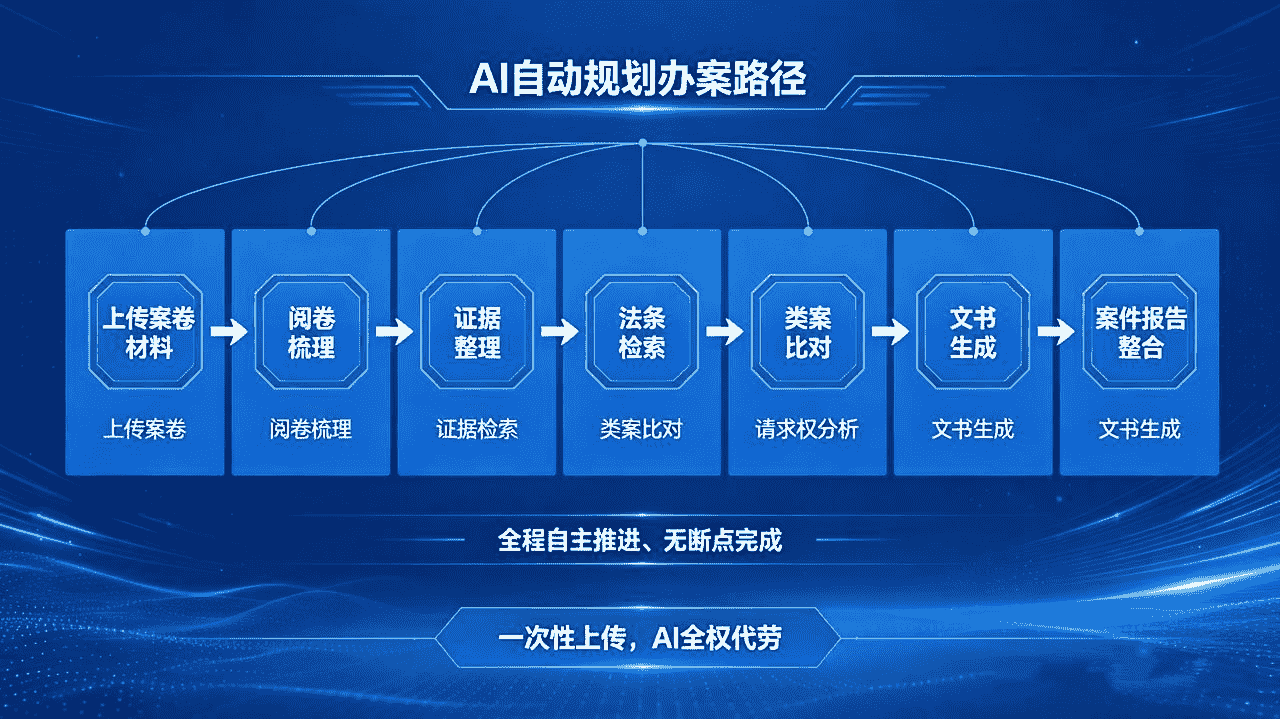 AI自动规划办案路径
上传案卷
材料
阅卷
梳理
证据
整理
法条
检索
类案
比对
文书
生成
案件报告
整合
上传案卷
阅卷梳理
证据检索
类案比对
请求权分析
文书生成
文书生成
全程自主推进、无断点完成
一次性上传，AI全权代劳